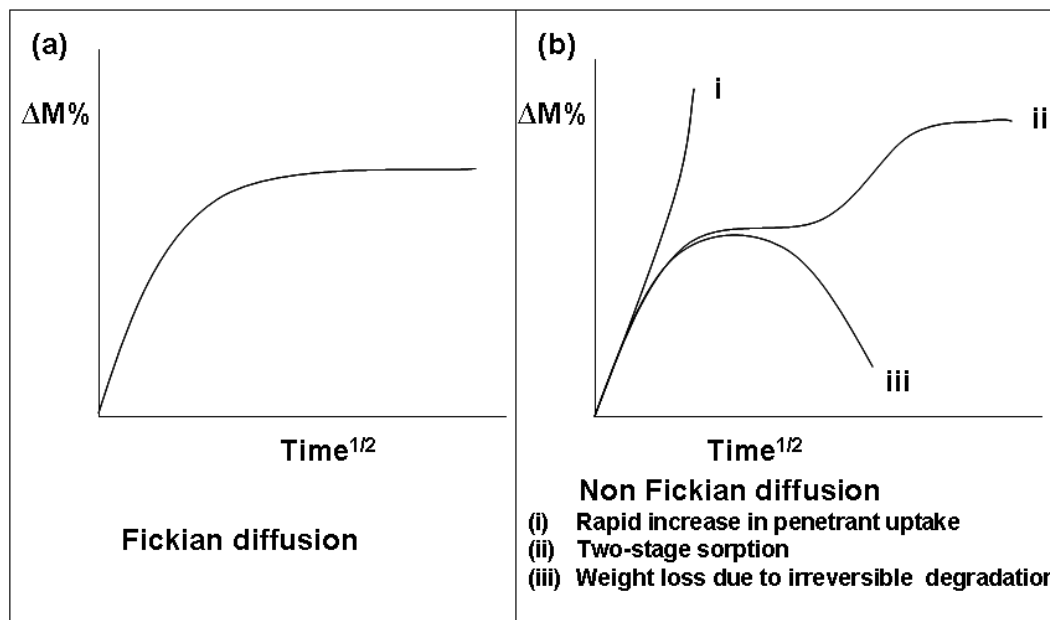 (a)
ΔM%
Time1/2
Fickian diffusion
(b)
ΔM%
i
ii
iii
Time1/2
Non Fickian diffusion
(i) Rapid increase in penetrant uptake
(ii) Two-stage sorption
(iii) Weight loss due to irreversible degradation